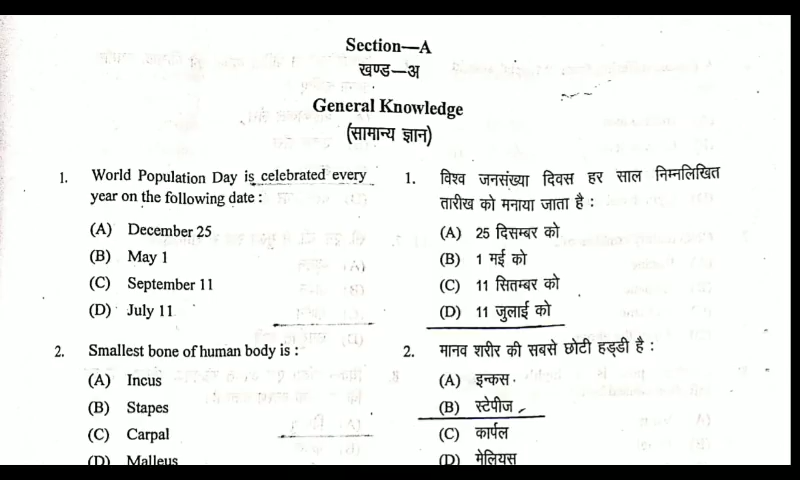 Section—A
खण्ड—अ
General Knowledge
(सामान्य ज्ञान)
1. World Population Day is celebrated every
year on the following date :
(A) December 25
(B) May 1
(C) September 11
(D) July 11
2. Smallest bone of human body is :
(A) Incus
(B) Stapes
(C) Carpal
(D) Malleus
1. विश्व जनसंख्या दिवस हर साल निम्नलिखित
तारीख को मनाया जाता है :
(A) 25 दिसम्बर को
(B) 1 मई को
(C) 11 सितम्बर को
(D) 11 जुलाई को
2. मानव शरीर की सबसे छोटी हड्डी है :
(A) इन्कस
(B) स्टेपीज
(C) कार्पल
(D) मेलियस